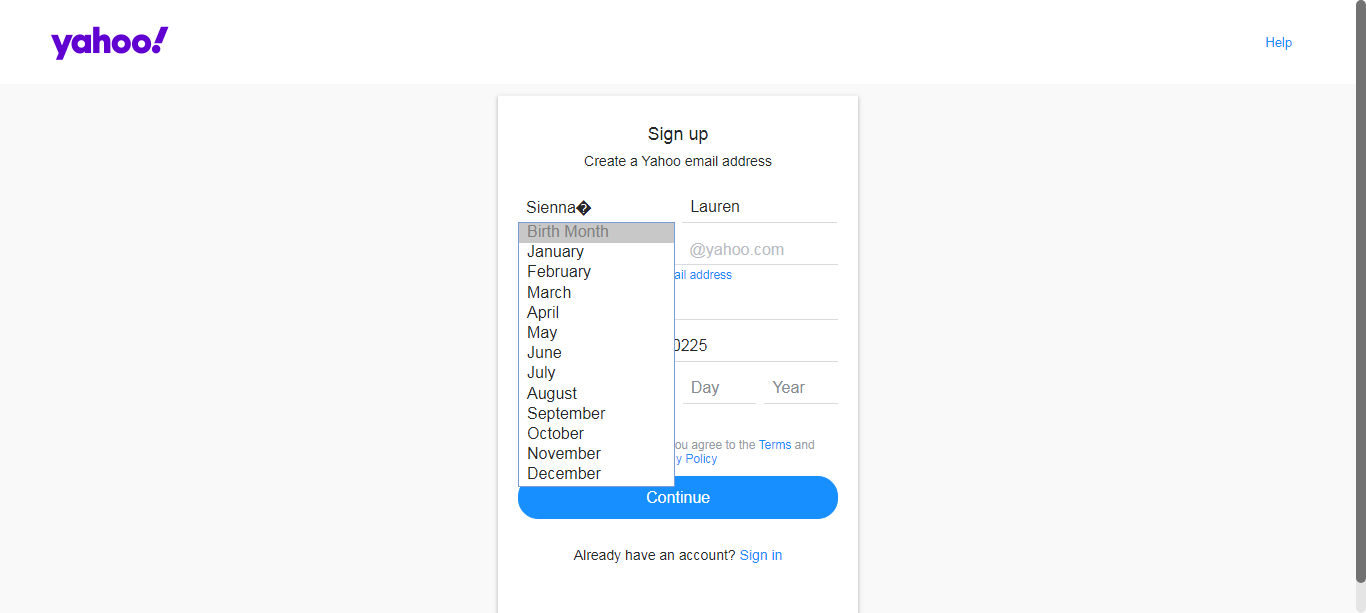 yahoo!
Help
Sign up
Create a Yahoo email address
Sienna�
Lauren
Birth Month
January
@yahoo.com
February
ail address
March
April
May
0225
June
July
Day
Year
August
September
October
ou agree to the Terms and
November
y Policy
December
Continue
Already have an account? Sign in